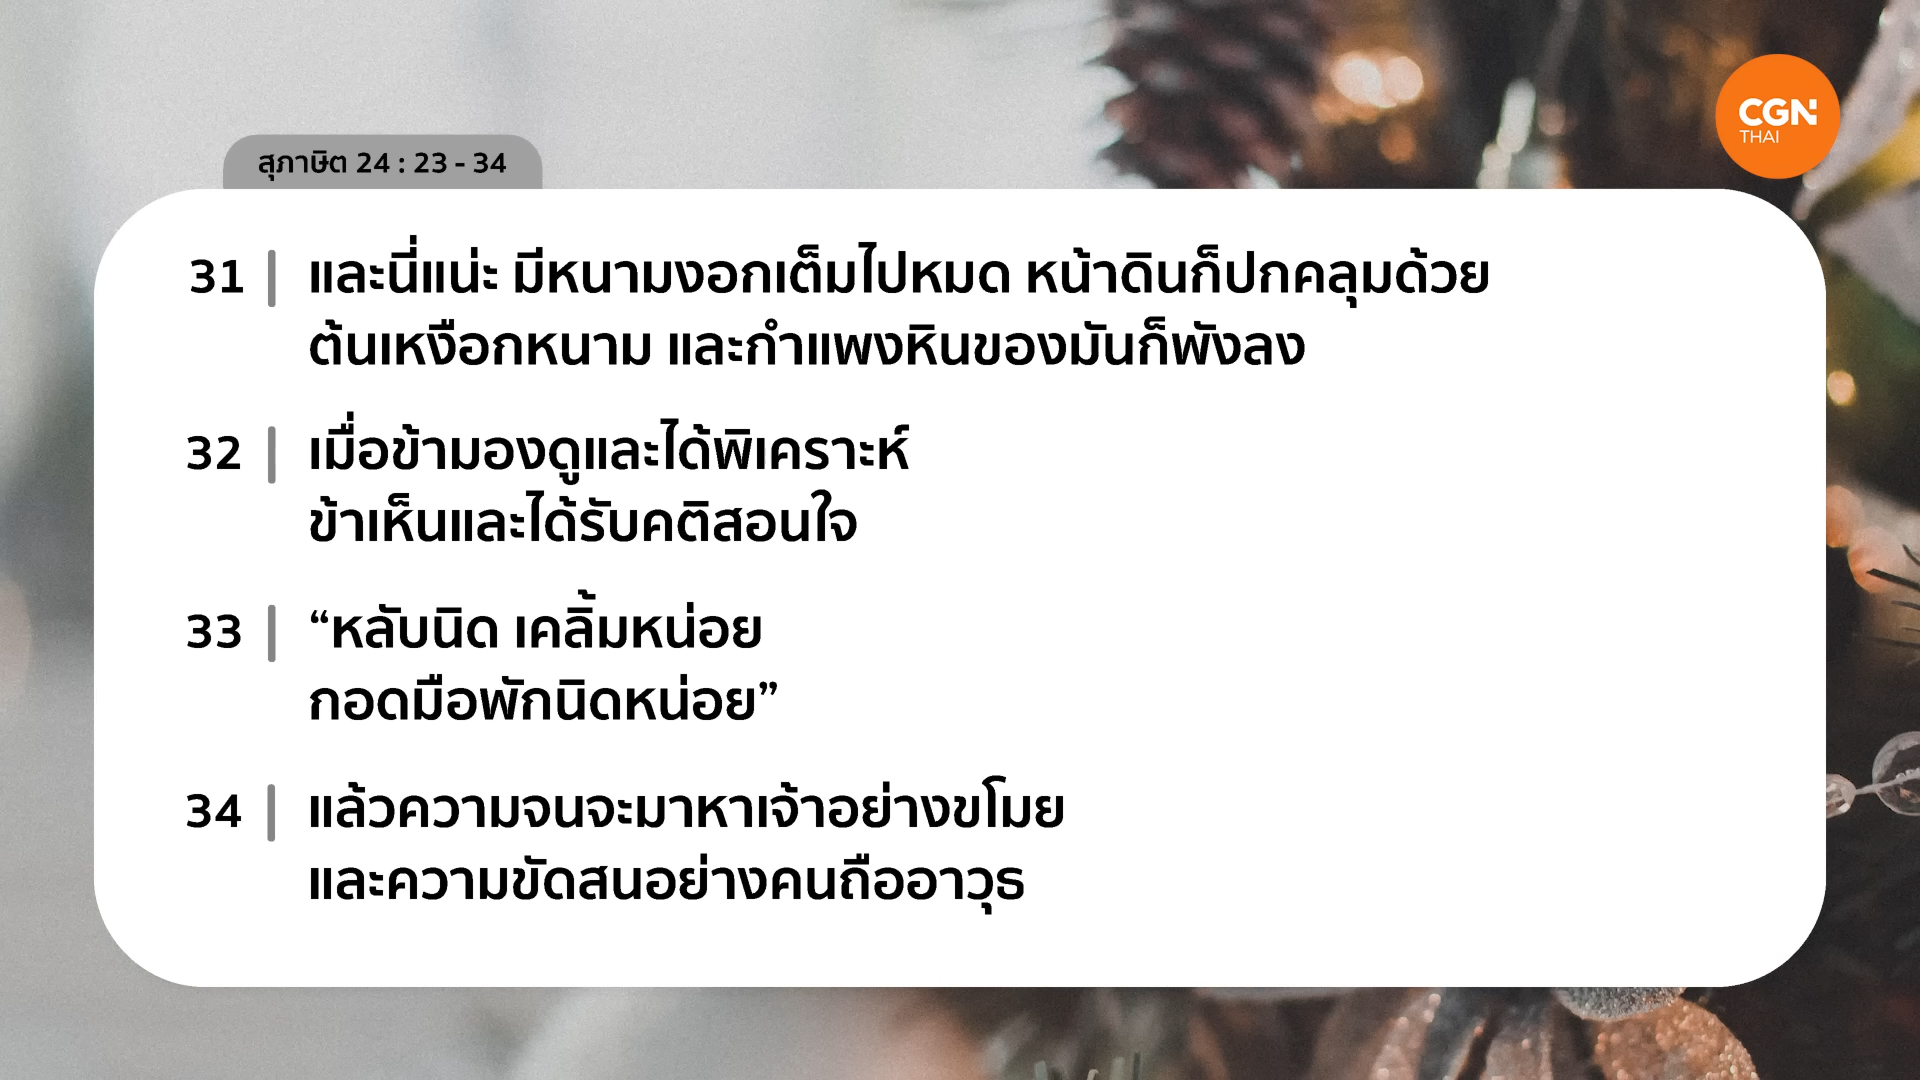 CGN
THAI
สุภาษิต 24 : 23 - 34
31 และนี่แน่ะ มีหนามงอกเต็มไปหมด หน้าดินก็ปกคลุมด้วย
ต้นเหงือกหนาม และกำแพงหินของมันก็พังลง
32 เมื่อข้ามองดูและได้พิเคราะห์
ข้าเห็นและได้รับคติสอนใจ
33 “หลับนิด เคลิ้มหน่อย
กอดมือพักนิดหน่อย”
34 แล้วความจนจะมาหาเจ้าอย่างขโมย
และความขัดสนอย่างคนถืออาวุธ